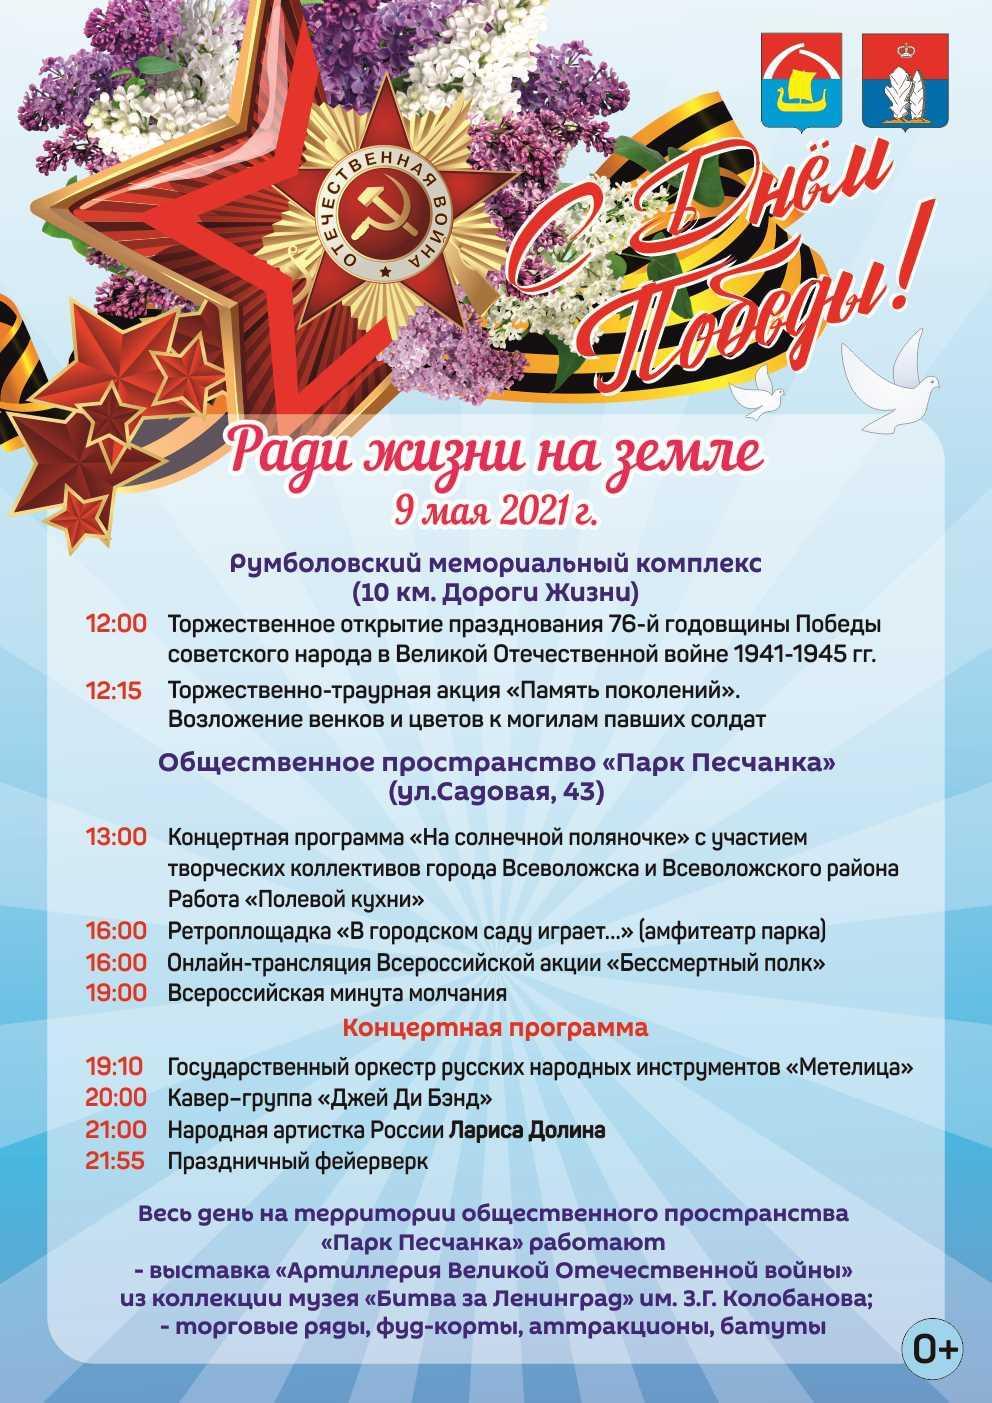 ОТЕЧЕСТВЕННАЯ ВОЙНА
С Днём
Победы!
Ради жизни на земле
9 мая 2021 г.
Румболовский мемориальный комплекс
(10 км. Дороги Жизни)
12:00 Торжественное открытие празднования 76-й годовщины Победы
советского народа в Великой Отечественной войне 1941-1945 гг.
12:15 Торжественно-траурная акция «Память поколений».
Возложение венков и цветов к могилам павших солдат
Общественное пространство «Парк Песчанка»
(ул.Садовая, 43)
13:00 Концертная программа «На солнечной поляночке» с участием
творческих коллективов города Всеволожска и Всеволожского района
Работа «Полевой кухни»
16:00 Ретроплощадка «В городском саду играет...» (амфитеатр парка)
16:00 Онлайн-трансляция Всероссийской акции «Бессмертный полк»
19:00 Всероссийская минута молчания
Концертная программа
19:10 Государственный оркестр русских народных инструментов «Метелица»
20:00 Кавер-группа «Джей Ди Бэнд»
21:00 Народная артистка России Лариса Долина
21:55 Праздничный фейерверк
Весь день на территории общественного пространства
«Парк Песчанка» работают
- выставка «Артиллерия Великой Отечественной войны»
из коллекции музея «Битва за Ленинград» им. З.Г. Колобанова;
- торговые ряды, фуд-корты, аттракционы, батуты
0+